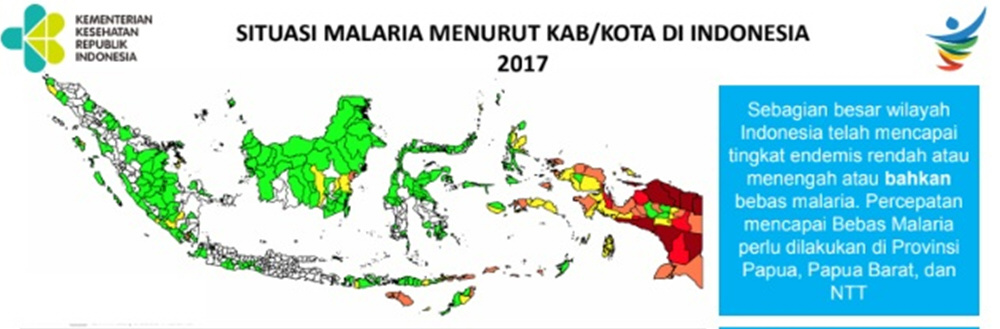 KEMENTERIAN
KESEHATAN
REPUBLIK
INDONESIA
SITUASI MALARIA MENURUT KAB/KOTA DI INDONESIA
2017
Sebagian besar wilayah
Indonesia telah mencapai
tingkat endemis rendah atau
menengah atau bahkan
bebas malaria. Percepatan
mencapai Bebas Malaria
perlu dilakukan di Provinsi
Papua, Papua Barat, dan
NTT